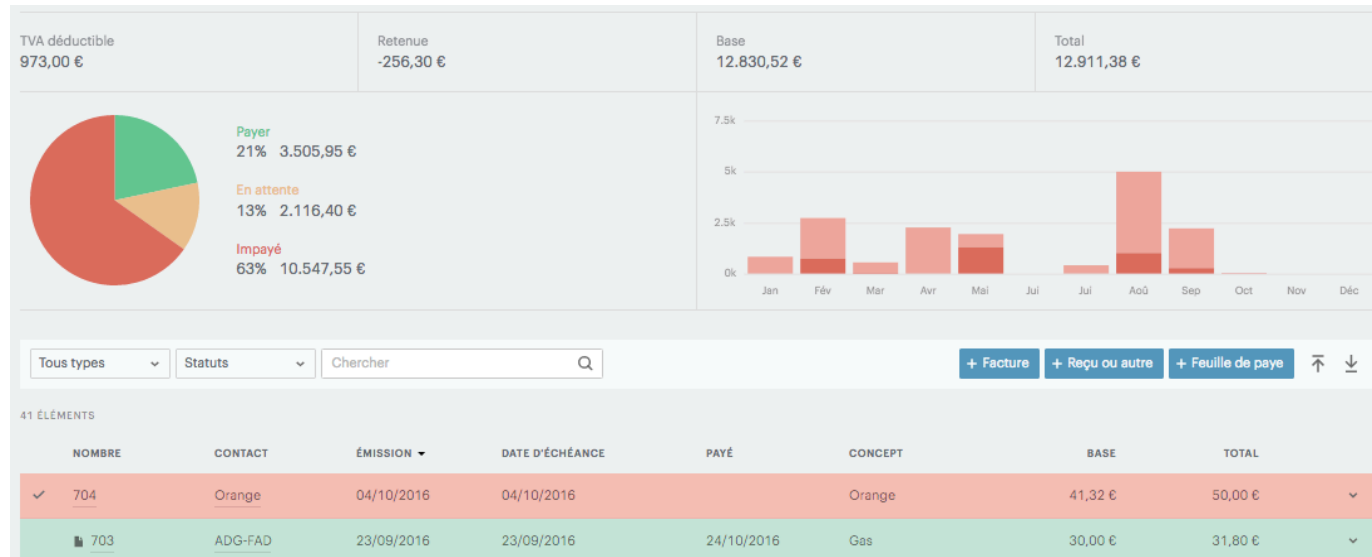 TVA déductible Retenue Base Total
973,00 € -256,30 € 12.830,52 € 12.911,38 €
Payer
21% 3.505,95 €
En attente
13% 2.116,40 €
Impayé
63% 10.547,55 €
7.5k
5k
2.5k
0k
Jan Fév Mar Avr Mai Jui Jui Aoû Sep Oct Nov Déc
Tous types Statuts Chercher + Facture + Reçu ou autre + Feuille de paye
41 ÉLÉMENTS
NOMBRE CONTACT ÉMISSION DATE D'ÉCHÉANCE PAYÉ CONCEPT BASE TOTAL
704 Orange 04/10/2016 04/10/2016 Orange 41,32 € 50,00 €
703 ADG-FAD 23/09/2016 23/09/2016 24/10/2016 Gas 30,00 € 31,80 €